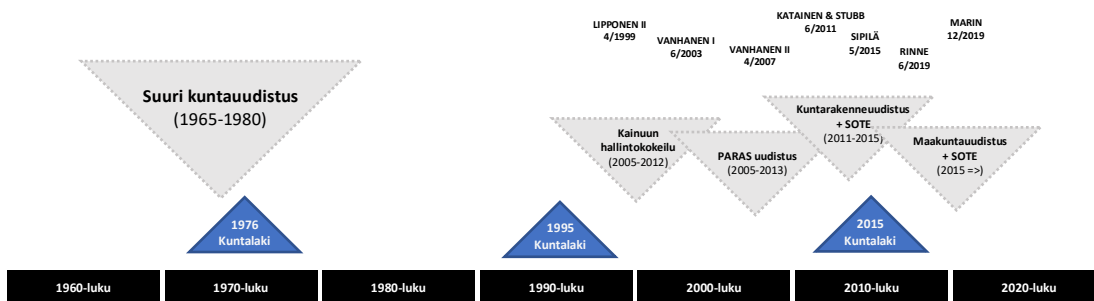 LIPPONEN II
4/1999
VANHANEN I
6/2003
VANHANEN II
4/2007
KATAINEN & STUBB
6/2011
SIPILÄ
5/2015
RINNE
6/2019
MARIN
12/2019
Suuri kuntauudistus
(1965-1980)
Kainuun
hallintokokeilu
(2005-2012)
PARAS uudistus
(2005-2013)
Kuntarakenneuudistus
+ SOTE
(2011-2015)
Maakuntauudistus
+ SOTE
(2015 =>)
1976
Kuntalaki
1995
Kuntalaki
2015
Kuntalaki
1960-luku
1970-luku
1980-luku
1990-luku
2000-luku
2010-luku
2020-luku